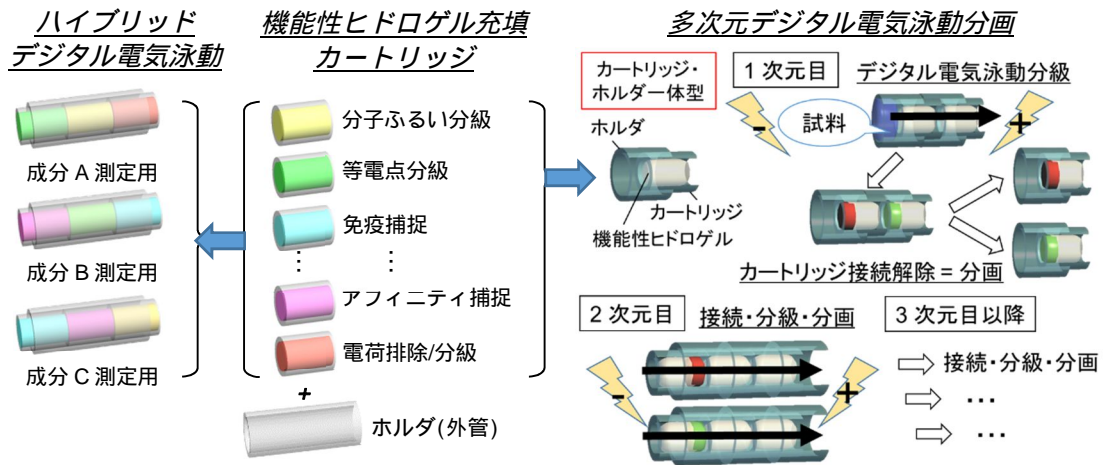 ハイブリッド
デジタル電気泳動
成分 A 測定用
成分 B 測定用
成分 C 測定用
機能性ヒドロゲル充填
カートリッジ
分子ふるい分級
等電点分級
免疫捕捉
⋮ ⋮
アフィニティ捕捉
電荷排除/分級
+
ホルダ(外管)
多次元デジタル電気泳動分画
カートリッジ・
ホルダ一体型
ホルダ
カートリッジ
機能性ヒドロゲル
1 次元目
デジタル電気泳動分級
-
試料
+
カートリッジ接続解除 = 分画
2 次元目
接続・分級・分画
-
+
3 次元目以降
接続・分級・分画
・・・
・・・